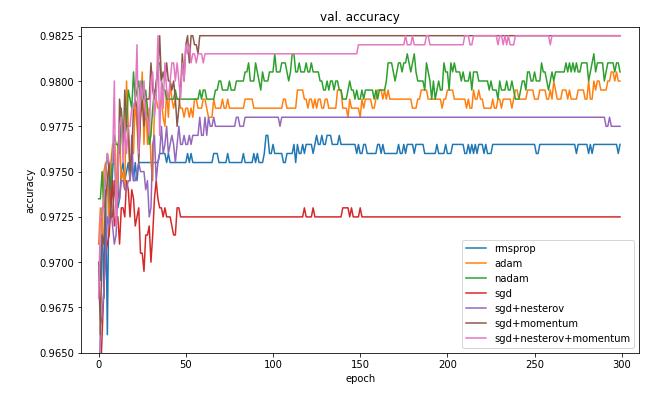 val. accuracy
0.9825
0.9800
0.9775
0.9750
0.9725
0.9700
0.9675
0.9650
accuracy
0 50 100 150 200 250 300
epoch
rmsprop
adam
nadam
sgd
sgd+nesterov
sgd+momentum
sgd+nesterov+momentum